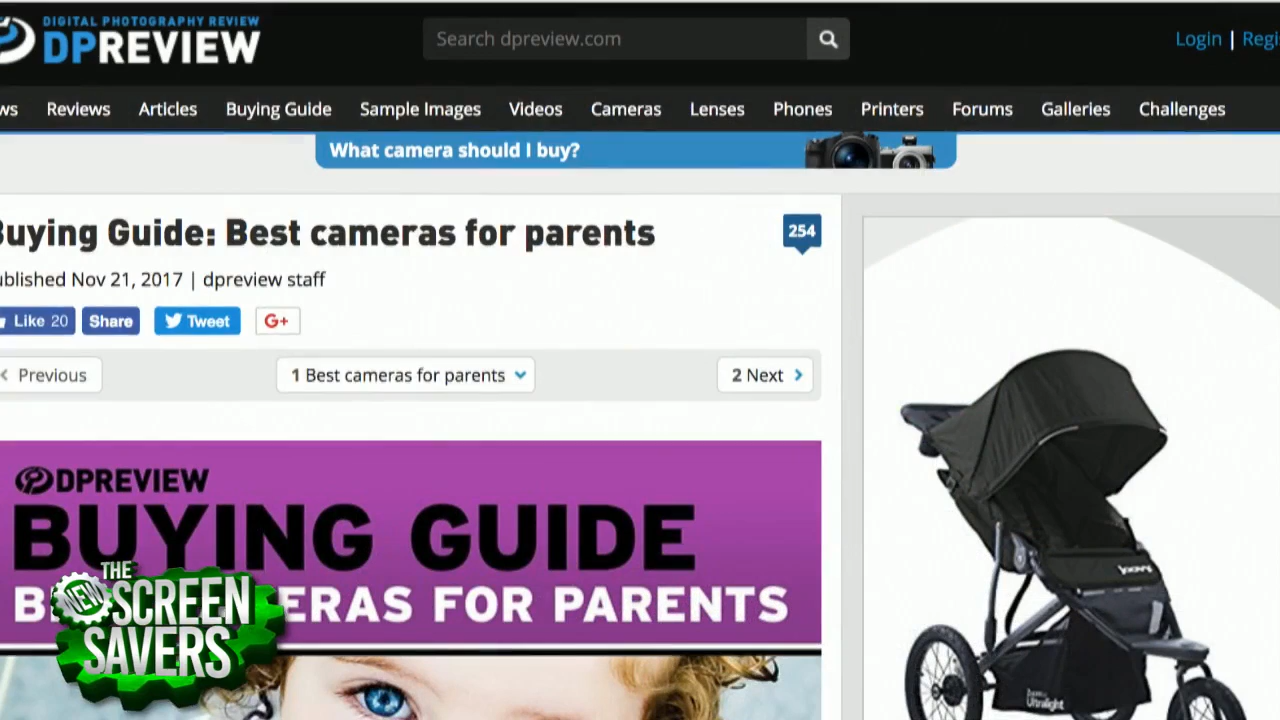 DIGITAL PHOTOGRAPHY REVIEW
DPREVIEW
Search dpreview.com
Login | Regi
ws Reviews Articles Buying Guide Sample Images Videos Cameras Lenses Phones Printers Forums Galleries Challenges
What camera should I buy?
Buying Guide: Best cameras for parents
254
ublished Nov 21, 2017 | dpreview staff
Like 20 Share Tweet G+
< Previous
1 Best cameras for parents
2 Next >
DPREVIEW
BUYING GUIDE
B ERAS FOR PARENTS
THE
NEW SCREEN
SAVERS
joovy
Ultralight